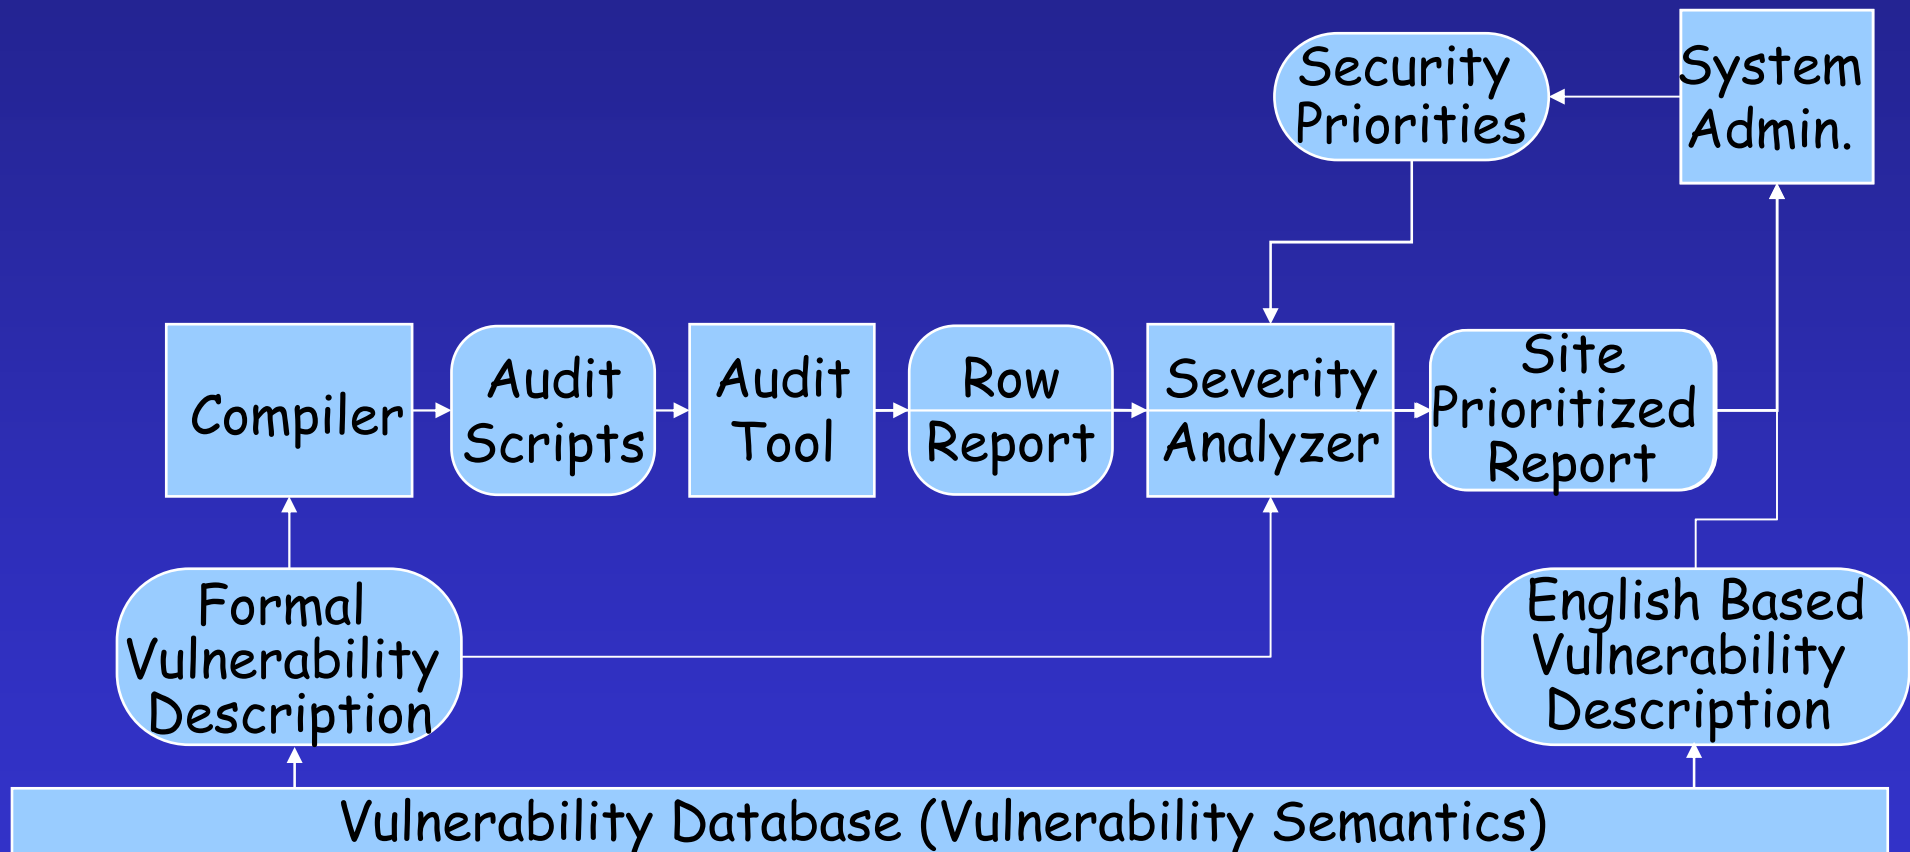 Security
Priorities
System
Admin.
Compiler
Audit
Scripts
Audit
Tool
Row
Report
Severity
Analyzer
Site
Prioritized
Report
Formal
Vulnerability
Description
English Based
Vulnerability
Description
Vulnerability Database (Vulnerability Semantics)